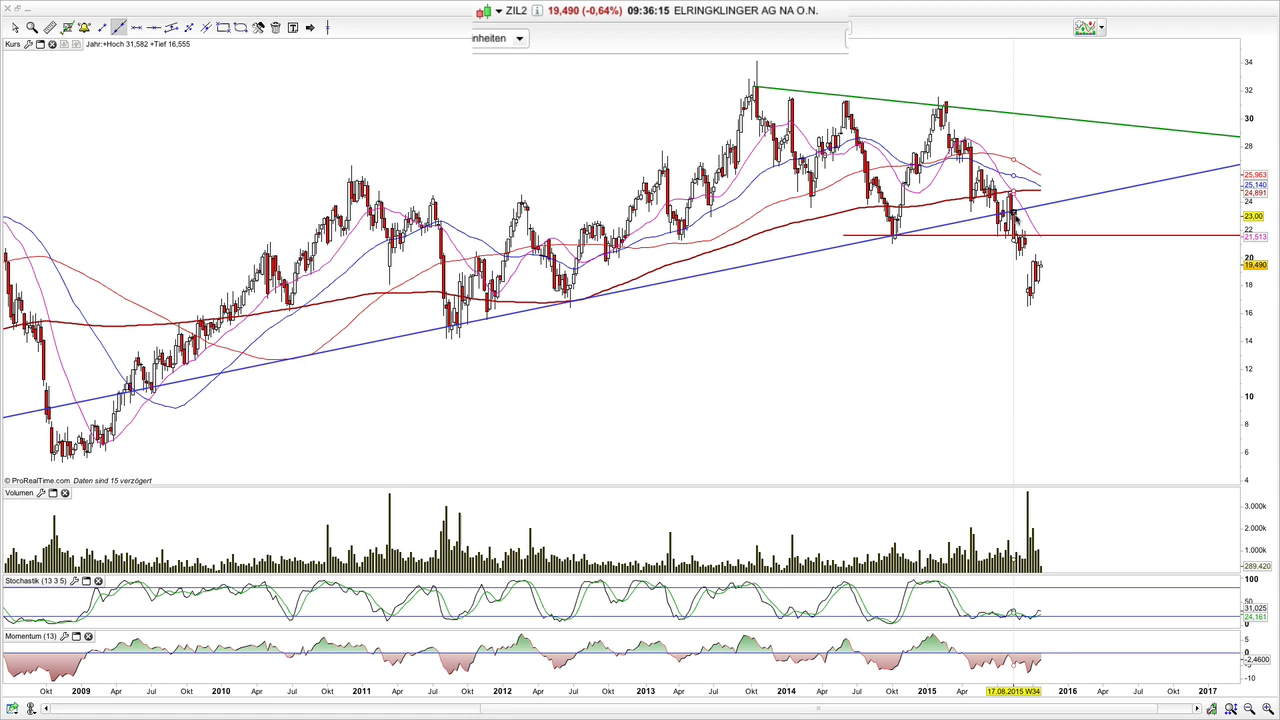 ZIL2 19,490 (-0,64%) 09:36:15 ELRINGKLINGER AG NA O.N.
nheiten
Kurs Jahr:+Hoch 31,582 +Tief 16,555
34
32
30
28
25,963
25,140
24,891
24
23,00
22
21,513
20
19,490
18
16
14
12
10
8
6
4
© ProRealTime.com Daten sind 15 verzögert
Volumen
3,000k
2,000k
1.000k
289.420
Stochastik (13 3 5)
100
50
31,025
24,161
0
Momentum (13)
5
0
-2,4600
-10
Okt 2009 Apr Jul Okt 2010 Apr Jul Okt 2011 Apr Jul Okt 2012 Apr Jul Okt 2013 Apr Jul Okt 2014 Apr Jul Okt 2015 Apr 17.08.2015 W34 2016 Apr Jul Okt 2017